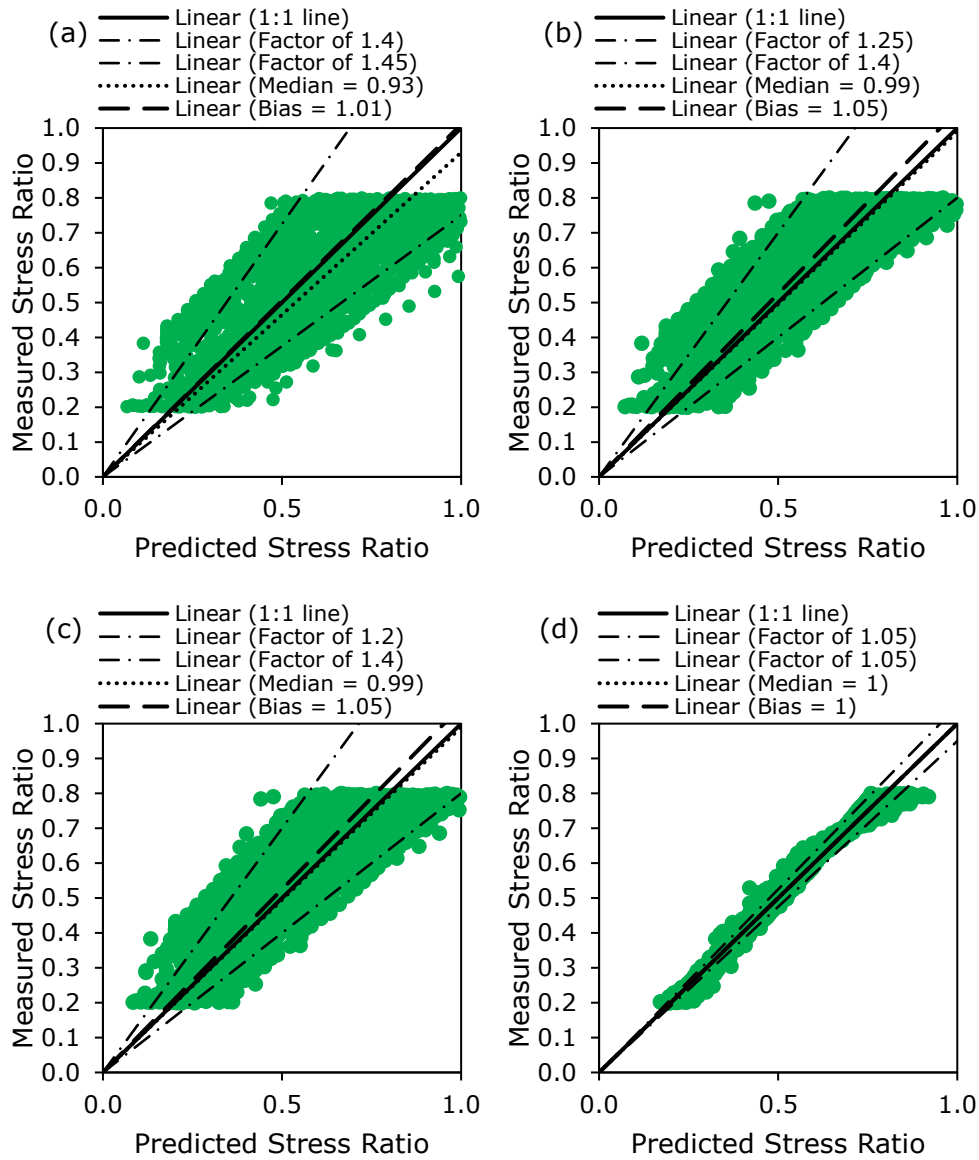 (a)
Linear (1:1 line)
Linear (Factor of 1.4)
Linear (Factor of 1.45)
Linear (Median = 0.93)
Linear (Bias = 1.01)
Measured Stress Ratio
1.0
0.9
0.8
0.7
0.6
0.5
0.4
0.3
0.2
0.1
0.0
0.0 0.5 1.0
Predicted Stress Ratio
(b)
Linear (1:1 line)
Linear (Factor of 1.25)
Linear (Factor of 1.4)
Linear (Median = 0.99)
Linear (Bias = 1.05)
Measured Stress Ratio
1.0
0.9
0.8
0.7
0.6
0.5
0.4
0.3
0.2
0.1
0.0
0.0 0.5 1.0
Predicted Stress Ratio
(c)
Linear (1:1 line)
Linear (Factor of 1.2)
Linear (Factor of 1.4)
Linear (Median = 0.99)
Linear (Bias = 1.05)
Measured Stress Ratio
1.0
0.9
0.8
0.7
0.6
0.5
0.4
0.3
0.2
0.1
0.0
0.0 0.5 1.0
Predicted Stress Ratio
(d)
Linear (1:1 line)
Linear (Factor of 1.05)
Linear (Factor of 1.05)
Linear (Median = 1)
Linear (Bias = 1)
Measured Stress Ratio
1.0
0.9
0.8
0.7
0.6
0.5
0.4
0.3
0.2
0.1
0.0
0.0 0.5 1.0
Predicted Stress Ratio